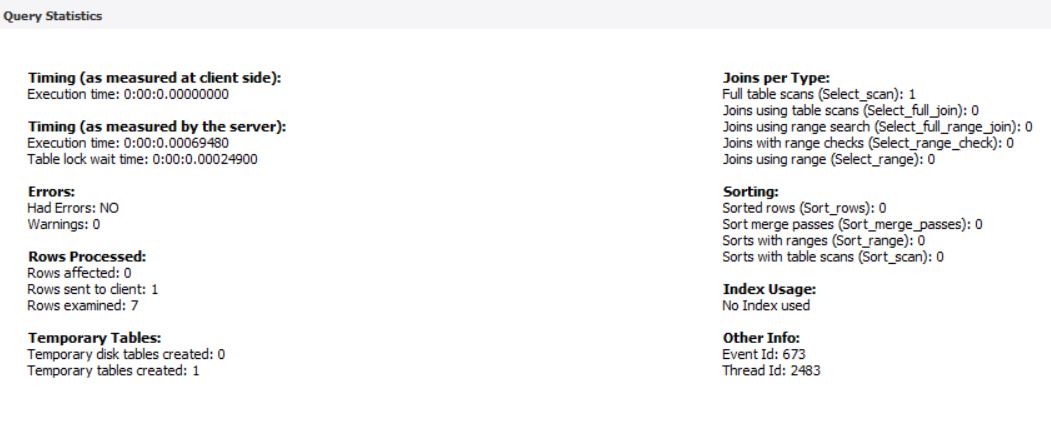 Query Statistics
Timing (as measured at client side):
Execution time: 0:00:0.00000000
Timing (as measured by the server):
Execution time: 0:00:0.00069480
Table lock wait time: 0:00:0.00024900
Errors:
Had Errors: NO
Warnings: 0
Rows Processed:
Rows affected: 0
Rows sent to client: 1
Rows examined: 7
Temporary Tables:
Temporary disk tables created: 0
Temporary tables created: 1
Joins per Type:
Full table scans (Select_scan): 1
Joins using table scans (Select_full_join): 0
Joins using range search (Select_full_range_join): 0
Joins with range checks (Select_range_check): 0
Joins using range (Select_range): 0
Sorting:
Sorted rows (Sort_rows): 0
Sort merge passes (Sort_merge_passes): 0
Sorts with ranges (Sort_range): 0
Sorts with table scans (Sort_scan): 0
Index Usage:
No Index used
Other Info:
Event Id: 673
Thread Id: 2483